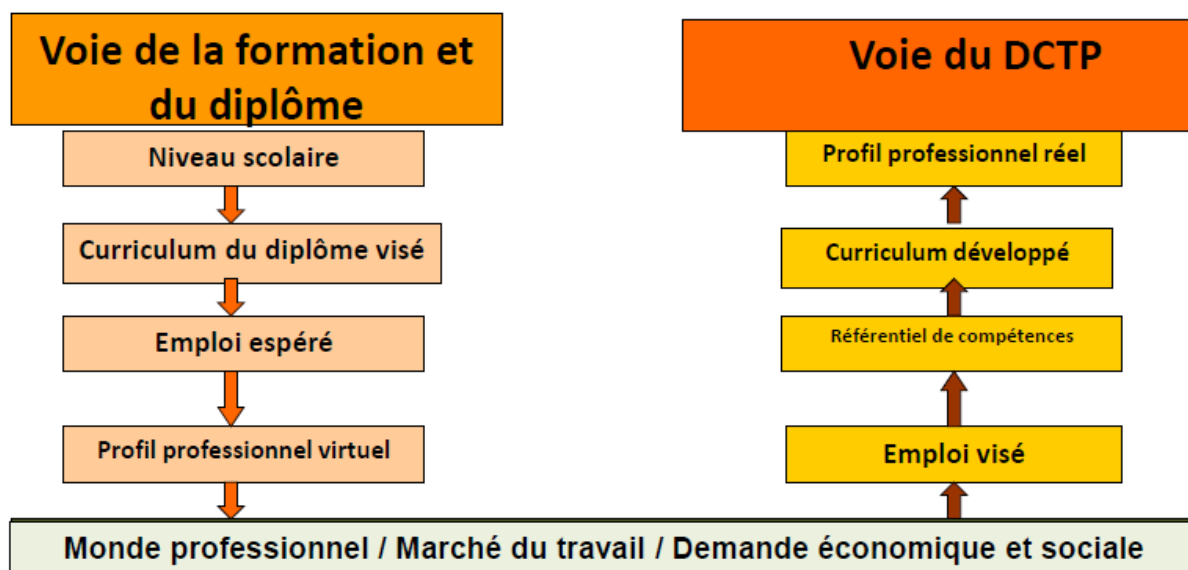 Voie de la formation et
du diplôme
Niveau scolaire
Curriculum du diplôme visé
Emploi espéré
Profil professionnel virtuel
Voie du DCTP
Profil professionnel réel
Curriculum développé
Référentiel de compétences
Emploi visé
Monde professionnel / Marché du travail / Demande économique et sociale